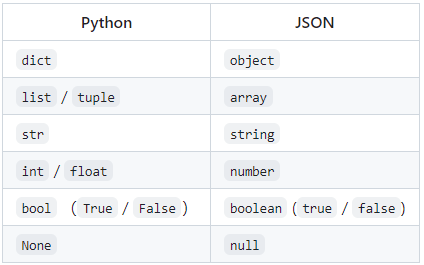 Python JSON
dict object
list / tuple array
str string
int / float number
bool (True / False) boolean (true / false)
None null